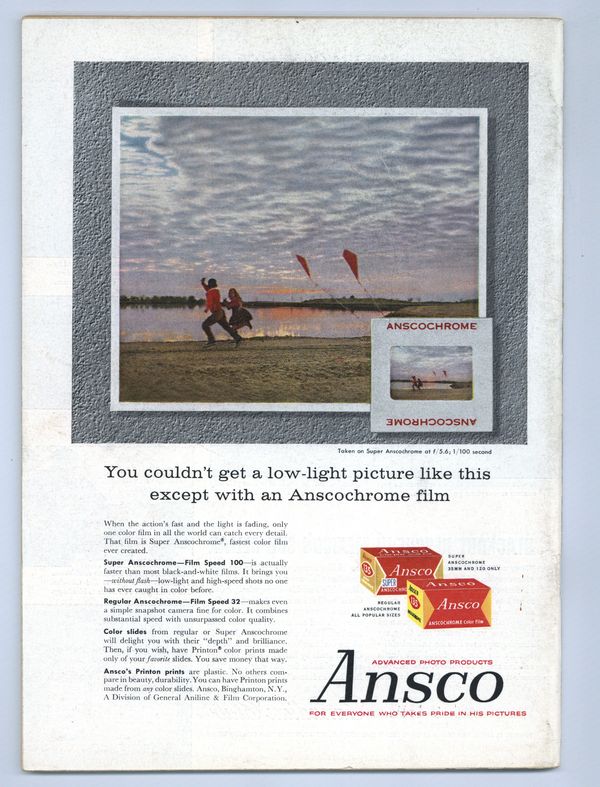 ANSCOCHROME
ANSCOCHROME
Taken on Super Anscochrome at f/5.6; 1/100 second
You couldn't get a low-light picture like this
except with an Anscochrome film
When the action's fast and the light is fading, only
one color film in all the world can catch every detail.
That film is Super Anscochrome®, fastest color film
ever created.
Super Anscochrome—Film Speed 100—is actually
faster than most black-and-white films. It brings you
—without flash—low-light and high-speed shots no one
has ever caught in color before.
Regular Anscochrome—Film Speed 32—makes even
a simple snapshot camera fine for color. It combines
substantial speed with unsurpassed color quality.
Color slides from regular or Super Anscochrome
will delight you with their "depth" and brilliance.
Then, if you wish, have Printon® color prints made
only of your favorite slides. You save money that way.
Ansco's Printon prints are plastic. No others com-
pare in beauty, durability. You can have Printon prints
made from any color slides. Ansco, Binghamton, N.Y.,
A Division of General Aniline & Film Corporation.
Ansco
135
Ansco
SUPER
ANSCOCHROME
SUPER
ANSCOCHROME
35MM AND 120 ONLY
REGULAR
ANSCOCHROME
ALL POPULAR SIZES
Ansco
Ansco
ANSCOCHROME Color Film
ADVANCED PHOTO PRODUCTS
Ansco
FOR EVERYONE WHO TAKES PRIDE IN HIS PICTURES